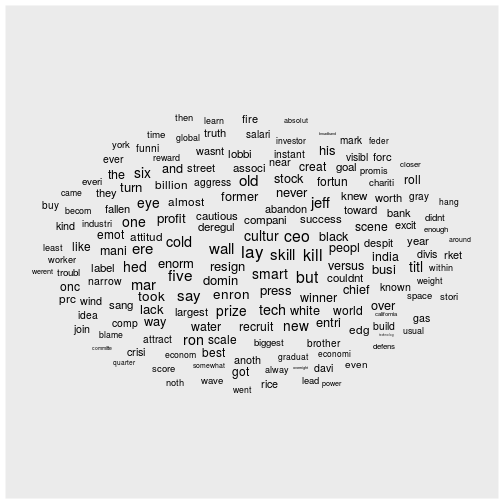 then learn fire absolut
time global truth salari investor
york funni wasnt lobbi instant his mark feder
ever reward near visibl forc closer
the six and street associ creat goal promis
everi they turn billion aggress old stock fortun chariti roll
came eye almost former never knew worth gray hang
buy becom fallen one profit cautious abandon jeff toward bank didnt
kind industri deregul compani success scene excit enough
emot attitud cold cultur ceo black despit year around
least like mani ere wall lay skill kill peopl india divis rket
worker label hed enorm resign smart but versus busi titl within
werent troubl narrow five domin press chief known weight
onc mar took say enron winner over space stori
prc wind sang lack largest prize tech white world california gas
idea comp way water recruit new entri edg build usual
join blame attract ron scale biggest brother defens
crisi econom best anoth graduat economi
quarter score somewhat got alway davi even
noth wave went rice lead power